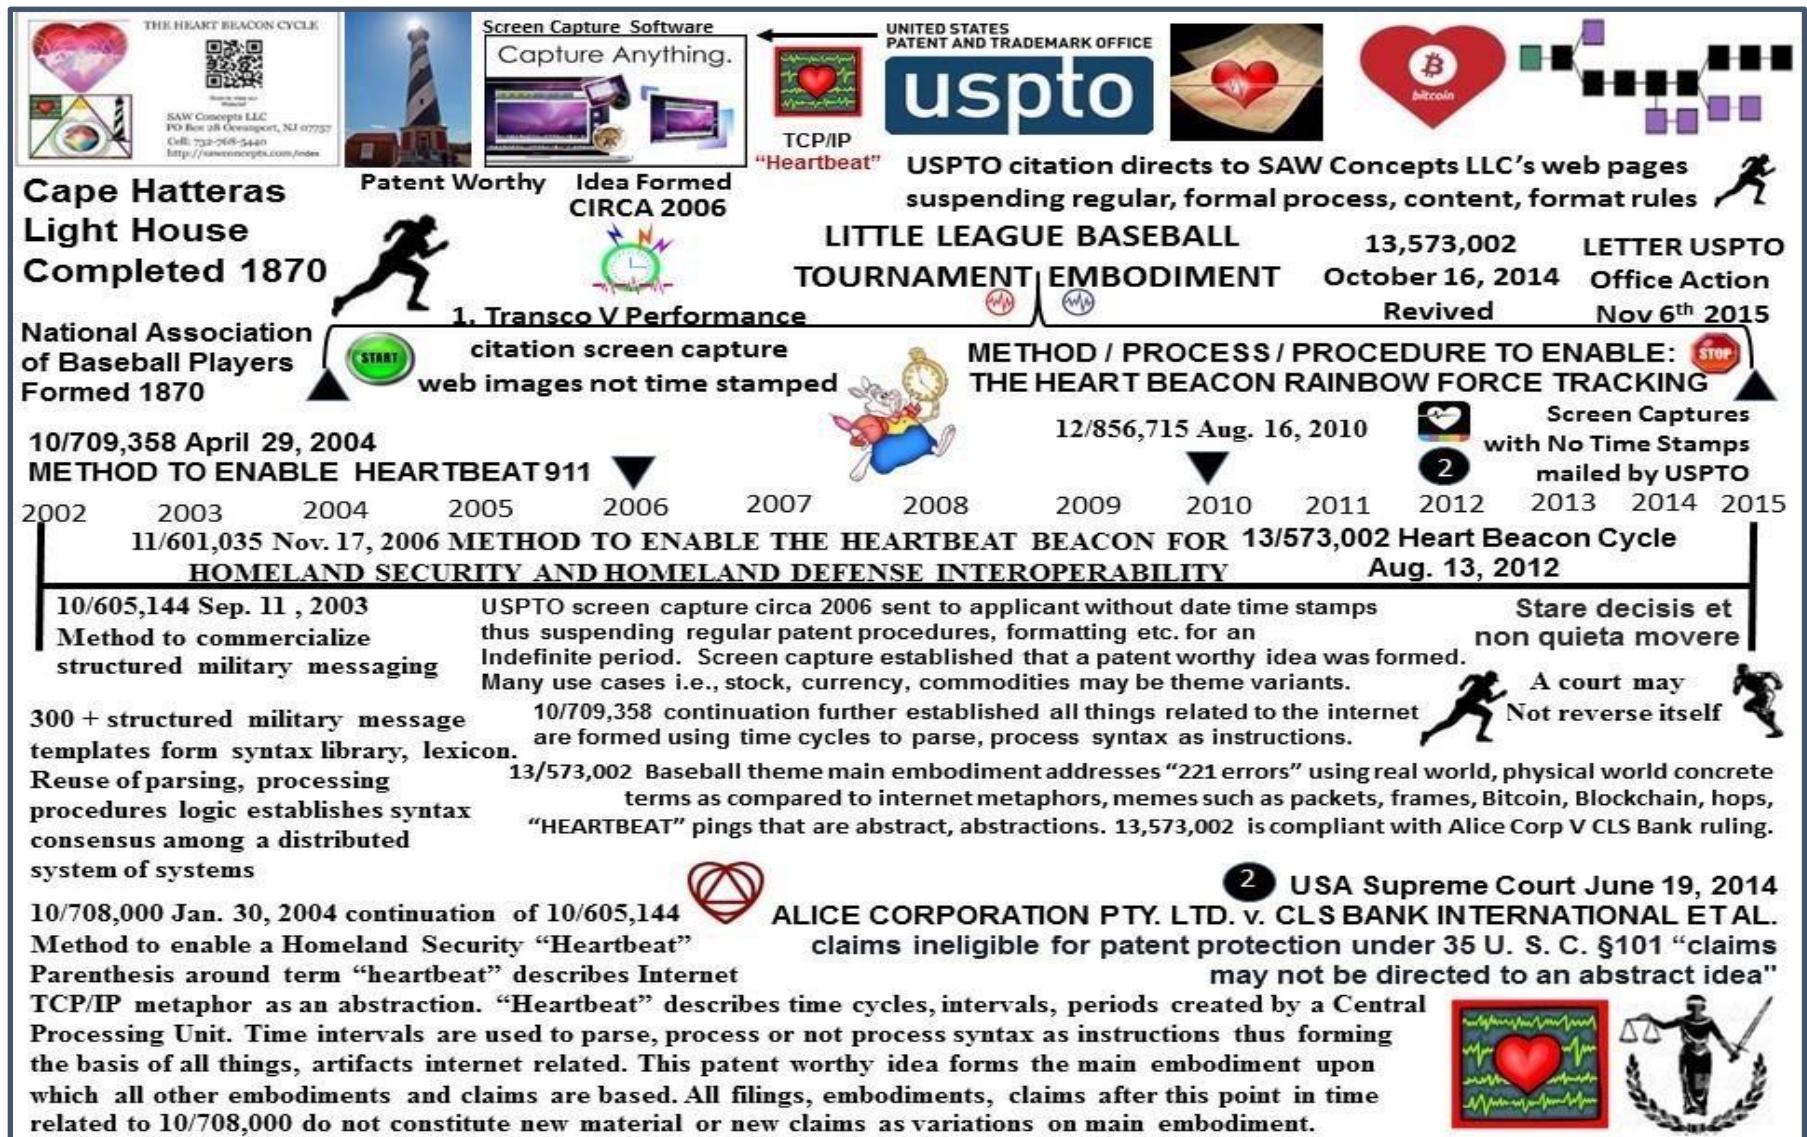 THE HEART BEACON CYCLE
SAW Concepts LLC
PO Box 28 Oceanport, NJ 07757
Cell: 732-768-5440
http://sawconcepts.com/index
Screen Capture Software
Capture Anything.
TCP/IP
“Heartbeat”
UNITED STATES
PATENT AND TRADEMARK OFFICE
uspto
bitcoin
Patent Worthy
Idea Formed
CIRCA 2006
USPTO citation directs to SAW Concepts LLC’s web pages
suspending regular, formal process, content, format rules
Cape Hatteras
Light House
Completed 1870
LITTLE LEAGUE BASEBALL
TOURNAMENT EMBODIMENT
13,573,002
October 16, 2014
Revived
LETTER USPTO
Office Action
Nov 6th 2015
National Association
of Baseball Players
Formed 1870
START
1. Transco V Performance
citation screen capture
web images not time stamped
METHOD / PROCESS / PROCEDURE TO ENABLE:
THE HEART BEACON RAINBOW FORCE TRACKING
STOP
10/709,358 April 29, 2004
METHOD TO ENABLE HEARTBEAT 911
12/856,715 Aug. 16, 2010
2
Screen Captures
with No Time Stamps
mailed by USPTO
2002 2003 2004 2005 2006 2007 2008 2009 2010 2011 2012 2013 2014 2015
11/601,035 Nov. 17, 2006 METHOD TO ENABLE THE HEARTBEAT BEACON FOR
HOMELAND SECURITY AND HOMELAND DEFENSE INTEROPERABILITY
13/573,002 Heart Beacon Cycle
Aug. 13, 2012
10/605,144 Sep. 11 , 2003
Method to commercialize
structured military messaging
USPTO screen capture circa 2006 sent to applicant without date time stamps
thus suspending regular patent procedures, formatting etc. for an
Indefinite period. Screen capture established that a patent worthy idea was formed.
Many use cases i.e., stock, currency, commodities may be theme variants.
Stare decisis et
non quieta movere
A court may
Not reverse itself
10/709,358 continuation further established all things related to the internet
are formed using time cycles to parse, process syntax as instructions.
300 + structured military message
templates form syntax library, lexicon.
Reuse of parsing, processing
procedures logic establishes syntax
consensus among a distributed
system of systems
13/573,002 Baseball theme main embodiment addresses “221 errors” using real world, physical world concrete
terms as compared to internet metaphors, memes such as packets, frames, Bitcoin, Blockchain, hops,
“HEARTBEAT” pings that are abstract, abstractions. 13,573,002 is compliant with Alice Corp V CLS Bank ruling.
2
USA Supreme Court June 19, 2014
ALICE CORPORATION PTY. LTD. v. CLS BANK INTERNATIONAL ET AL.
claims ineligible for patent protection under 35 U. S. C. §101 “claims
may not be directed to an abstract idea"
10/708,000 Jan. 30, 2004 continuation of 10/605,144
Method to enable a Homeland Security “Heartbeat”
Parenthesis around term “heartbeat” describes Internet
TCP/IP metaphor as an abstraction. “Heartbeat” describes time cycles, intervals, periods created by a Central
Processing Unit. Time intervals are used to parse, process or not process syntax as instructions thus forming
the basis of all things, artifacts internet related. This patent worthy idea forms the main embodiment upon
which all other embodiments and claims are based. All filings, embodiments, claims after this point in time
related to 10/708,000 do not constitute new material or new claims as variations on main embodiment.